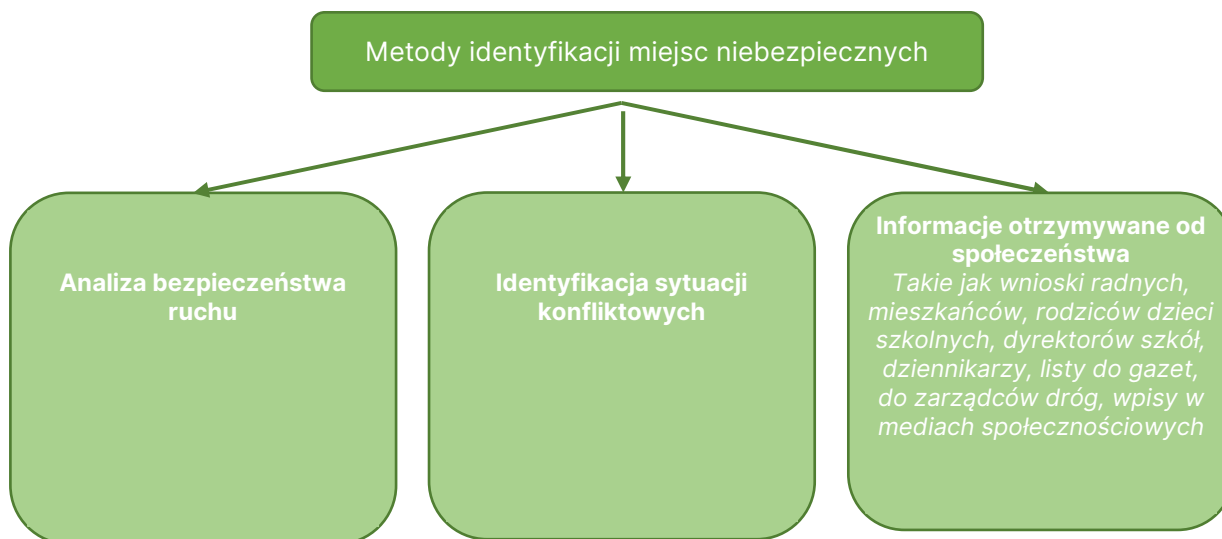 Metody identyfikacji miejsc niebezpiecznych
Analiza bezpieczeństwa
ruchu
Identyfikacja sytuacji
konfliktowych
Informacje otrzymywane od
społeczeństwa
Takie jak wnioski radnych,
mieszkańców, rodziców dzieci
szkolnych, dyrektorów szkół,
dziennikarzy, listy do gazet,
do zarządców dróg, wpisy w
mediach społecznościowych